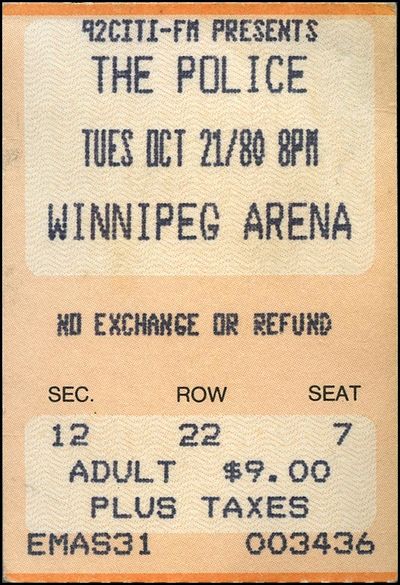 92CITI-FM PRESENTS
THE POLICE
TUES OCT 21/80 8PM
WINNIPEG ARENA
NO EXCHANGE OR REFUND
SEC. ROW SEAT
12 22 7
ADULT $9.00
PLUS TAXES
EMAS31 003436